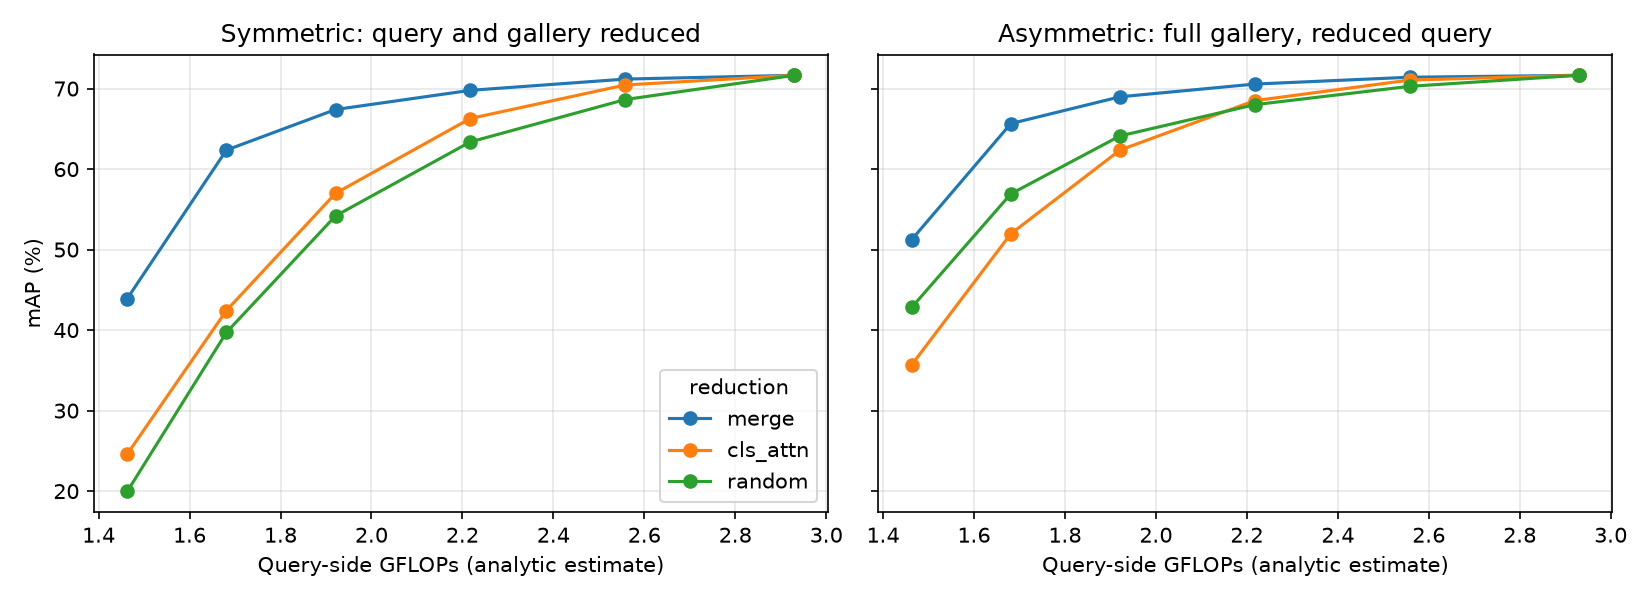 Symmetric: query and gallery reduced
mAP (%)
70
60
50
40
30
20
reduction
merge
cls_attn
random
1.4 1.6 1.8 2.0 2.2 2.4 2.6 2.8 3.0
Query-side GFLOPs (analytic estimate)
Asymmetric: full gallery, reduced query
1.4 1.6 1.8 2.0 2.2 2.4 2.6 2.8 3.0
Query-side GFLOPs (analytic estimate)